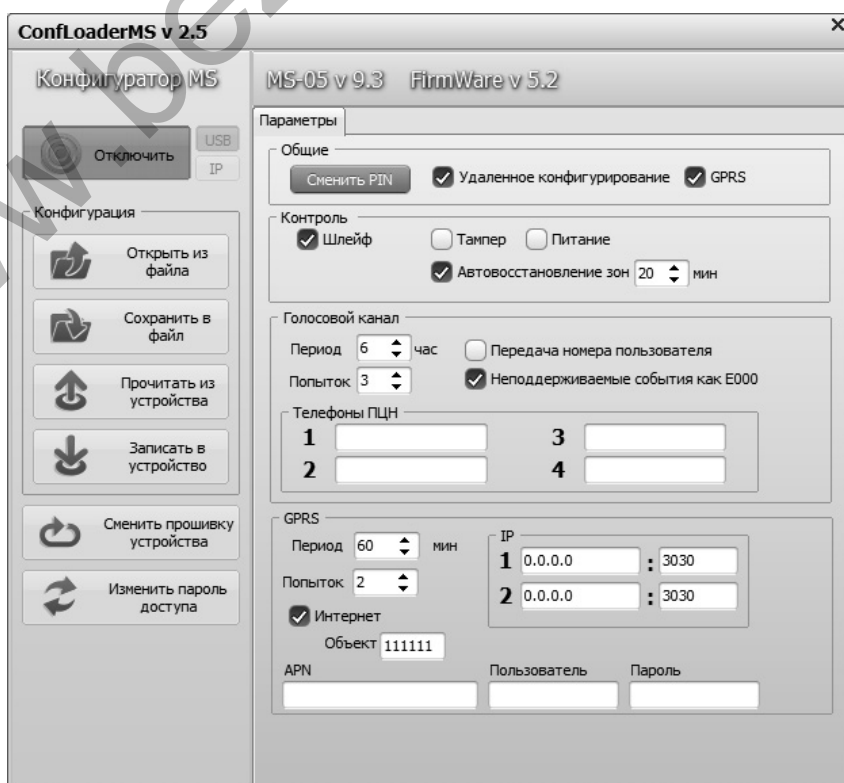 ConfLoaderMS v 2.5
Конфигуратор MS
MS-05 v 9.3 FirmWare v 5.2
Отключить
USB
IP
Конфигурация
Открыть из
файла
Сохранить в
файл
Прочитать из
устройства
Записать в
устройство
Сменить прошивку
устройства
Изменить пароль
доступа
Параметры
Общие
Сменить PIN
Удаленное конфигурирование
GPRS
Контроль
Шлейф
Тампер
Питание
Автовосстановление зон 20 мин
Голосовой канал
Период 6 час
Передача номера пользователя
Попыток 3
Неподдерживаемые события как E000
Телефоны ПЦН
1
3
2
4
GPRS
Период 60 мин
Попыток 2
Интернет
Объект 111111
IP
1 0.0.0.0 : 3030
2 0.0.0.0 : 3030
APN
Пользователь
Пароль